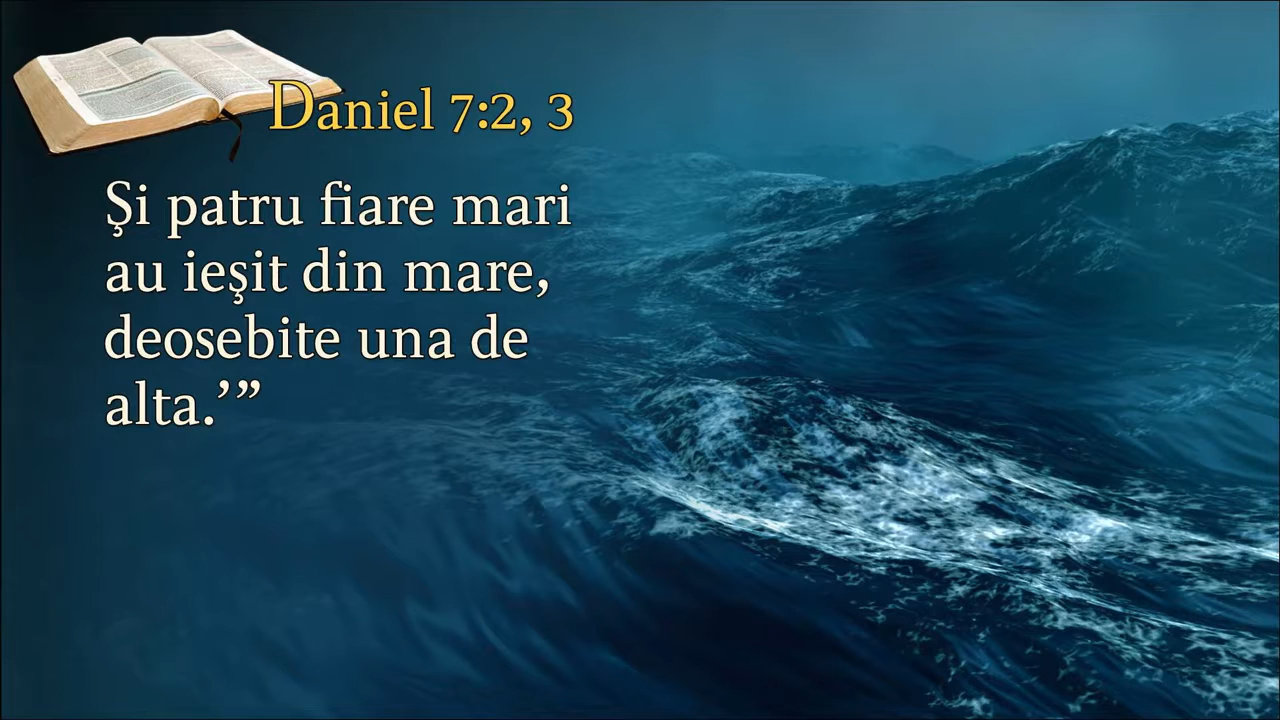 Daniel 7:2, 3
Şi patru fiare mari
au ieşit din mare,
deosebite una de
alta.’”